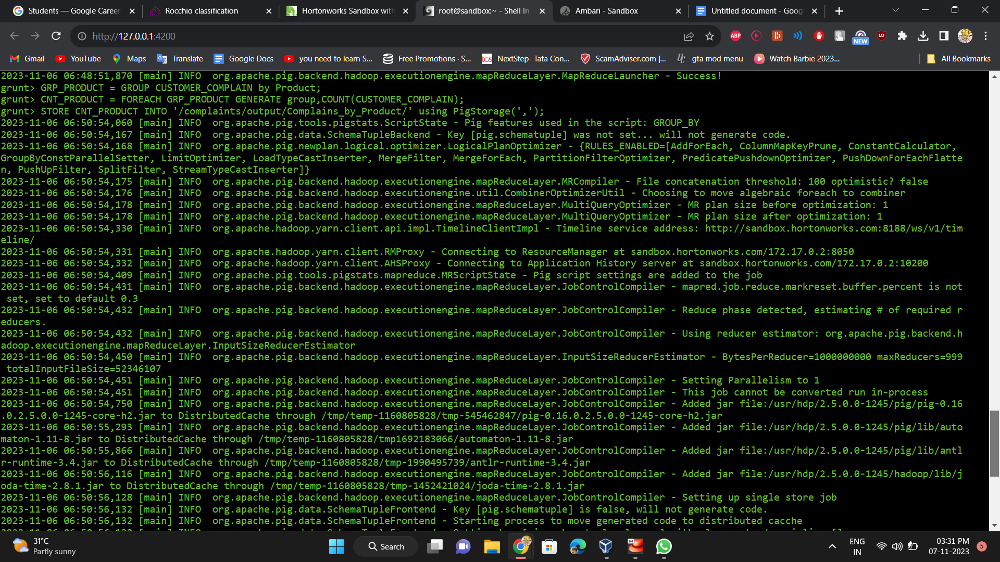 Students — Google Career
Rocchio classification
Hortonworks Sandbox with
root@sandbox:~ - Shell In
Ambari - Sandbox
Untitled document - Goog
http://127.0.0.1:4200
ABP
NEW
Gmail
YouTube
Maps
Translate
Google Docs
you need to learn S...
Free Promotions · S...
NextStep- Tata Con...
ScamAdviser.com |...
gta mod menu
Watch Barbie 2023...
All Bookmarks
2023-11-06 06:48:51,870 [main] INFO  org.apache.pig.backend.hadoop.executionengine.mapReduceLayer.MapReduceLauncher - Success!
grunt> GRP_PRODUCT = GROUP CUSTOMER_COMPLAIN by Product;
grunt> CNT_PRODUCT = FOREACH GRP_PRODUCT GENERATE group,COUNT(CUSTOMER_COMPLAIN);
grunt> STORE CNT_PRODUCT INTO '/complaints/output/Complains_by_Product/' using PigStorage(',');
2023-11-06 06:50:54,060 [main] INFO  org.apache.pig.tools.pigstats.ScriptState - Pig features used in the script: GROUP_BY
2023-11-06 06:50:54,167 [main] INFO  org.apache.pig.data.SchemaTupleBackend - Key [pig.schematuple] was not set... will not generate code.
2023-11-06 06:50:54,168 [main] INFO  org.apache.pig.newplan.logical.optimizer.LogicalPlanOptimizer - {RULES_ENABLED=[AddForEach, ColumnMapKeyPrune, ConstantCalculator,
GroupByConstParallelSetter, LimitOptimizer, LoadTypeCastInserter, MergeFilter, MergeForEach, PartitionFilterOptimizer, PredicatePushdownOptimizer, PushDownForEachFlatte
n, PushUpFilter, SplitFilter, StreamTypeCastInserter]}
2023-11-06 06:50:54,175 [main] INFO  org.apache.pig.backend.hadoop.executionengine.mapReduceLayer.MRCompiler - File concatenation threshold: 100 optimistic? false
2023-11-06 06:50:54,176 [main] INFO  org.apache.pig.backend.hadoop.executionengine.util.CombinerOptimizerUtil - Choosing to move algebraic foreach to combiner
2023-11-06 06:50:54,178 [main] INFO  org.apache.pig.backend.hadoop.executionengine.mapReduceLayer.MultiQueryOptimizer - MR plan size before optimization: 1
2023-11-06 06:50:54,178 [main] INFO  org.apache.pig.backend.hadoop.executionengine.mapReduceLayer.MultiQueryOptimizer - MR plan size after optimization: 1
2023-11-06 06:50:54,330 [main] INFO  org.apache.hadoop.yarn.client.api.impl.TimelineClientImpl - Timeline service address: http://sandbox.hortonworks.com:8188/ws/v1/tim
eline/
2023-11-06 06:50:54,331 [main] INFO  org.apache.hadoop.yarn.client.RMProxy - Connecting to ResourceManager at sandbox.hortonworks.com/172.17.0.2:8050
2023-11-06 06:50:54,332 [main] INFO  org.apache.hadoop.yarn.client.AHSProxy - Connecting to Application History server at sandbox.hortonworks.com/172.17.0.2:10200
2023-11-06 06:50:54,409 [main] INFO  org.apache.pig.tools.pigstats.mapreduce.MRScriptState - Pig script settings are added to the job
2023-11-06 06:50:54,431 [main] INFO  org.apache.pig.backend.hadoop.executionengine.mapReduceLayer.JobControlCompiler - mapred.job.reduce.markreset.buffer.percent is not
set, set to default 0.3
2023-11-06 06:50:54,432 [main] INFO  org.apache.pig.backend.hadoop.executionengine.mapReduceLayer.JobControlCompiler - Reduce phase detected, estimating # of required r
educers.
2023-11-06 06:50:54,432 [main] INFO  org.apache.pig.backend.hadoop.executionengine.mapReduceLayer.JobControlCompiler - Using reducer estimator: org.apache.pig.backend.h
adoop.executionengine.mapReduceLayer.InputSizeReducerEstimator
2023-11-06 06:50:54,450 [main] INFO  org.apache.pig.backend.hadoop.executionengine.mapReduceLayer.InputSizeReducerEstimator - BytesPerReducer=1000000000 maxReducers=999
totalInputFileSize=52346107
2023-11-06 06:50:54,451 [main] INFO  org.apache.pig.backend.hadoop.executionengine.mapReduceLayer.JobControlCompiler - Setting Parallelism to 1
2023-11-06 06:50:54,451 [main] INFO  org.apache.pig.backend.hadoop.executionengine.mapReduceLayer.JobControlCompiler - This job cannot be converted run in-process
2023-11-06 06:50:54,750 [main] INFO  org.apache.pig.backend.hadoop.executionengine.mapReduceLayer.JobControlCompiler - Added jar file:/usr/hdp/2.5.0.0-1245/pig/pig-0.16
.0.2.5.0.0-1245-core-h2.jar to DistributedCache through /tmp/temp-1160805828/tmp-545462847/pig-0.16.0.2.5.0.0-1245-core-h2.jar
2023-11-06 06:50:55,293 [main] INFO  org.apache.pig.backend.hadoop.executionengine.mapReduceLayer.JobControlCompiler - Added jar file:/usr/hdp/2.5.0.0-1245/pig/lib/auto
maton-1.11-8.jar to DistributedCache through /tmp/temp-1160805828/tmp1692183066/automaton-1.11-8.jar
2023-11-06 06:50:55,866 [main] INFO  org.apache.pig.backend.hadoop.executionengine.mapReduceLayer.JobControlCompiler - Added jar file:/usr/hdp/2.5.0.0-1245/pig/lib/antl
r-runtime-3.4.jar to DistributedCache through /tmp/temp-1160805828/tmp-1990495739/antlr-runtime-3.4.jar
2023-11-06 06:50:56,116 [main] INFO  org.apache.pig.backend.hadoop.executionengine.mapReduceLayer.JobControlCompiler - Added jar file:/usr/hdp/2.5.0.0-1245/hadoop/lib/j
oda-time-2.8.1.jar to DistributedCache through /tmp/temp-1160805828/tmp-1452421024/joda-time-2.8.1.jar
2023-11-06 06:50:56,128 [main] INFO  org.apache.pig.backend.hadoop.executionengine.mapReduceLayer.JobControlCompiler - Setting up single store job
2023-11-06 06:50:56,132 [main] INFO  org.apache.pig.data.SchemaTupleFrontend - Key [pig.schematuple] is false, will not generate code.
2023-11-06 06:50:56,132 [main] INFO  org.apache.pig.data.SchemaTupleFrontend - Starting process to move generated code to distributed cacche
31°C
Partly sunny
Search
64
ENG
IN
03:31 PM
07-11-2023
5